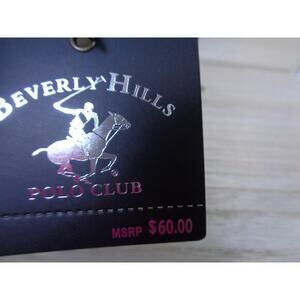 BEVERLY HILLS
POLO CLUB
MSRP $60.00